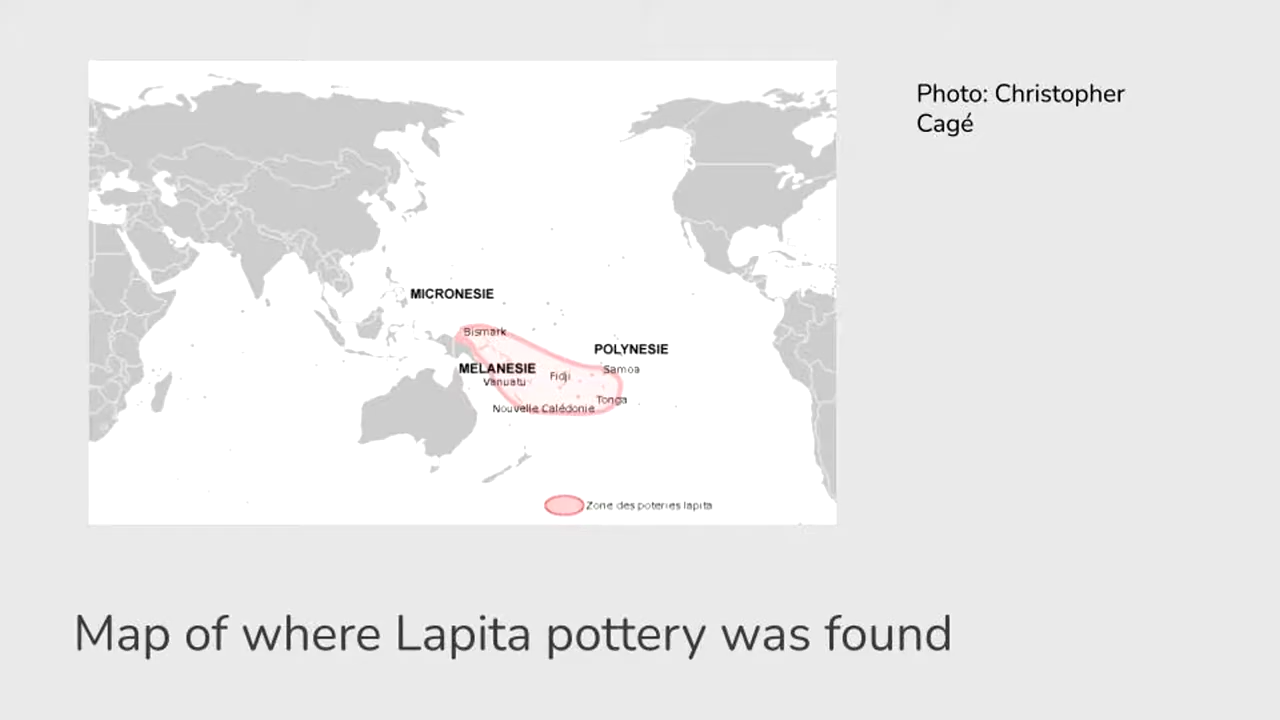 Photo: Christopher
Cagé
MICRONESIE
Bismark
POLYNESIE
MELANESIE
Samoa
Vanuatu
Fidji
Tonga
Nouvelle Calédonie
Zone des poteries lapita
Map of where Lapita pottery was found